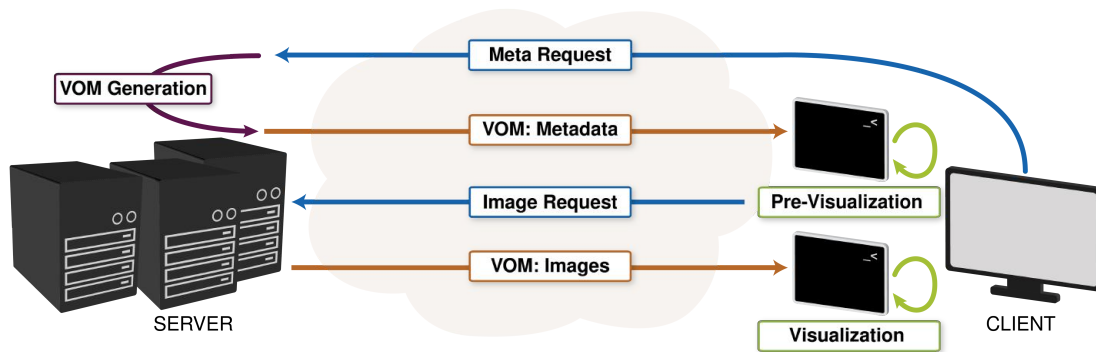 Meta Request
VOM Generation
VOM: Metadata
_<
Image Request
Pre-Visualization
VOM: Images
_<
SERVER
Visualization
CLIENT